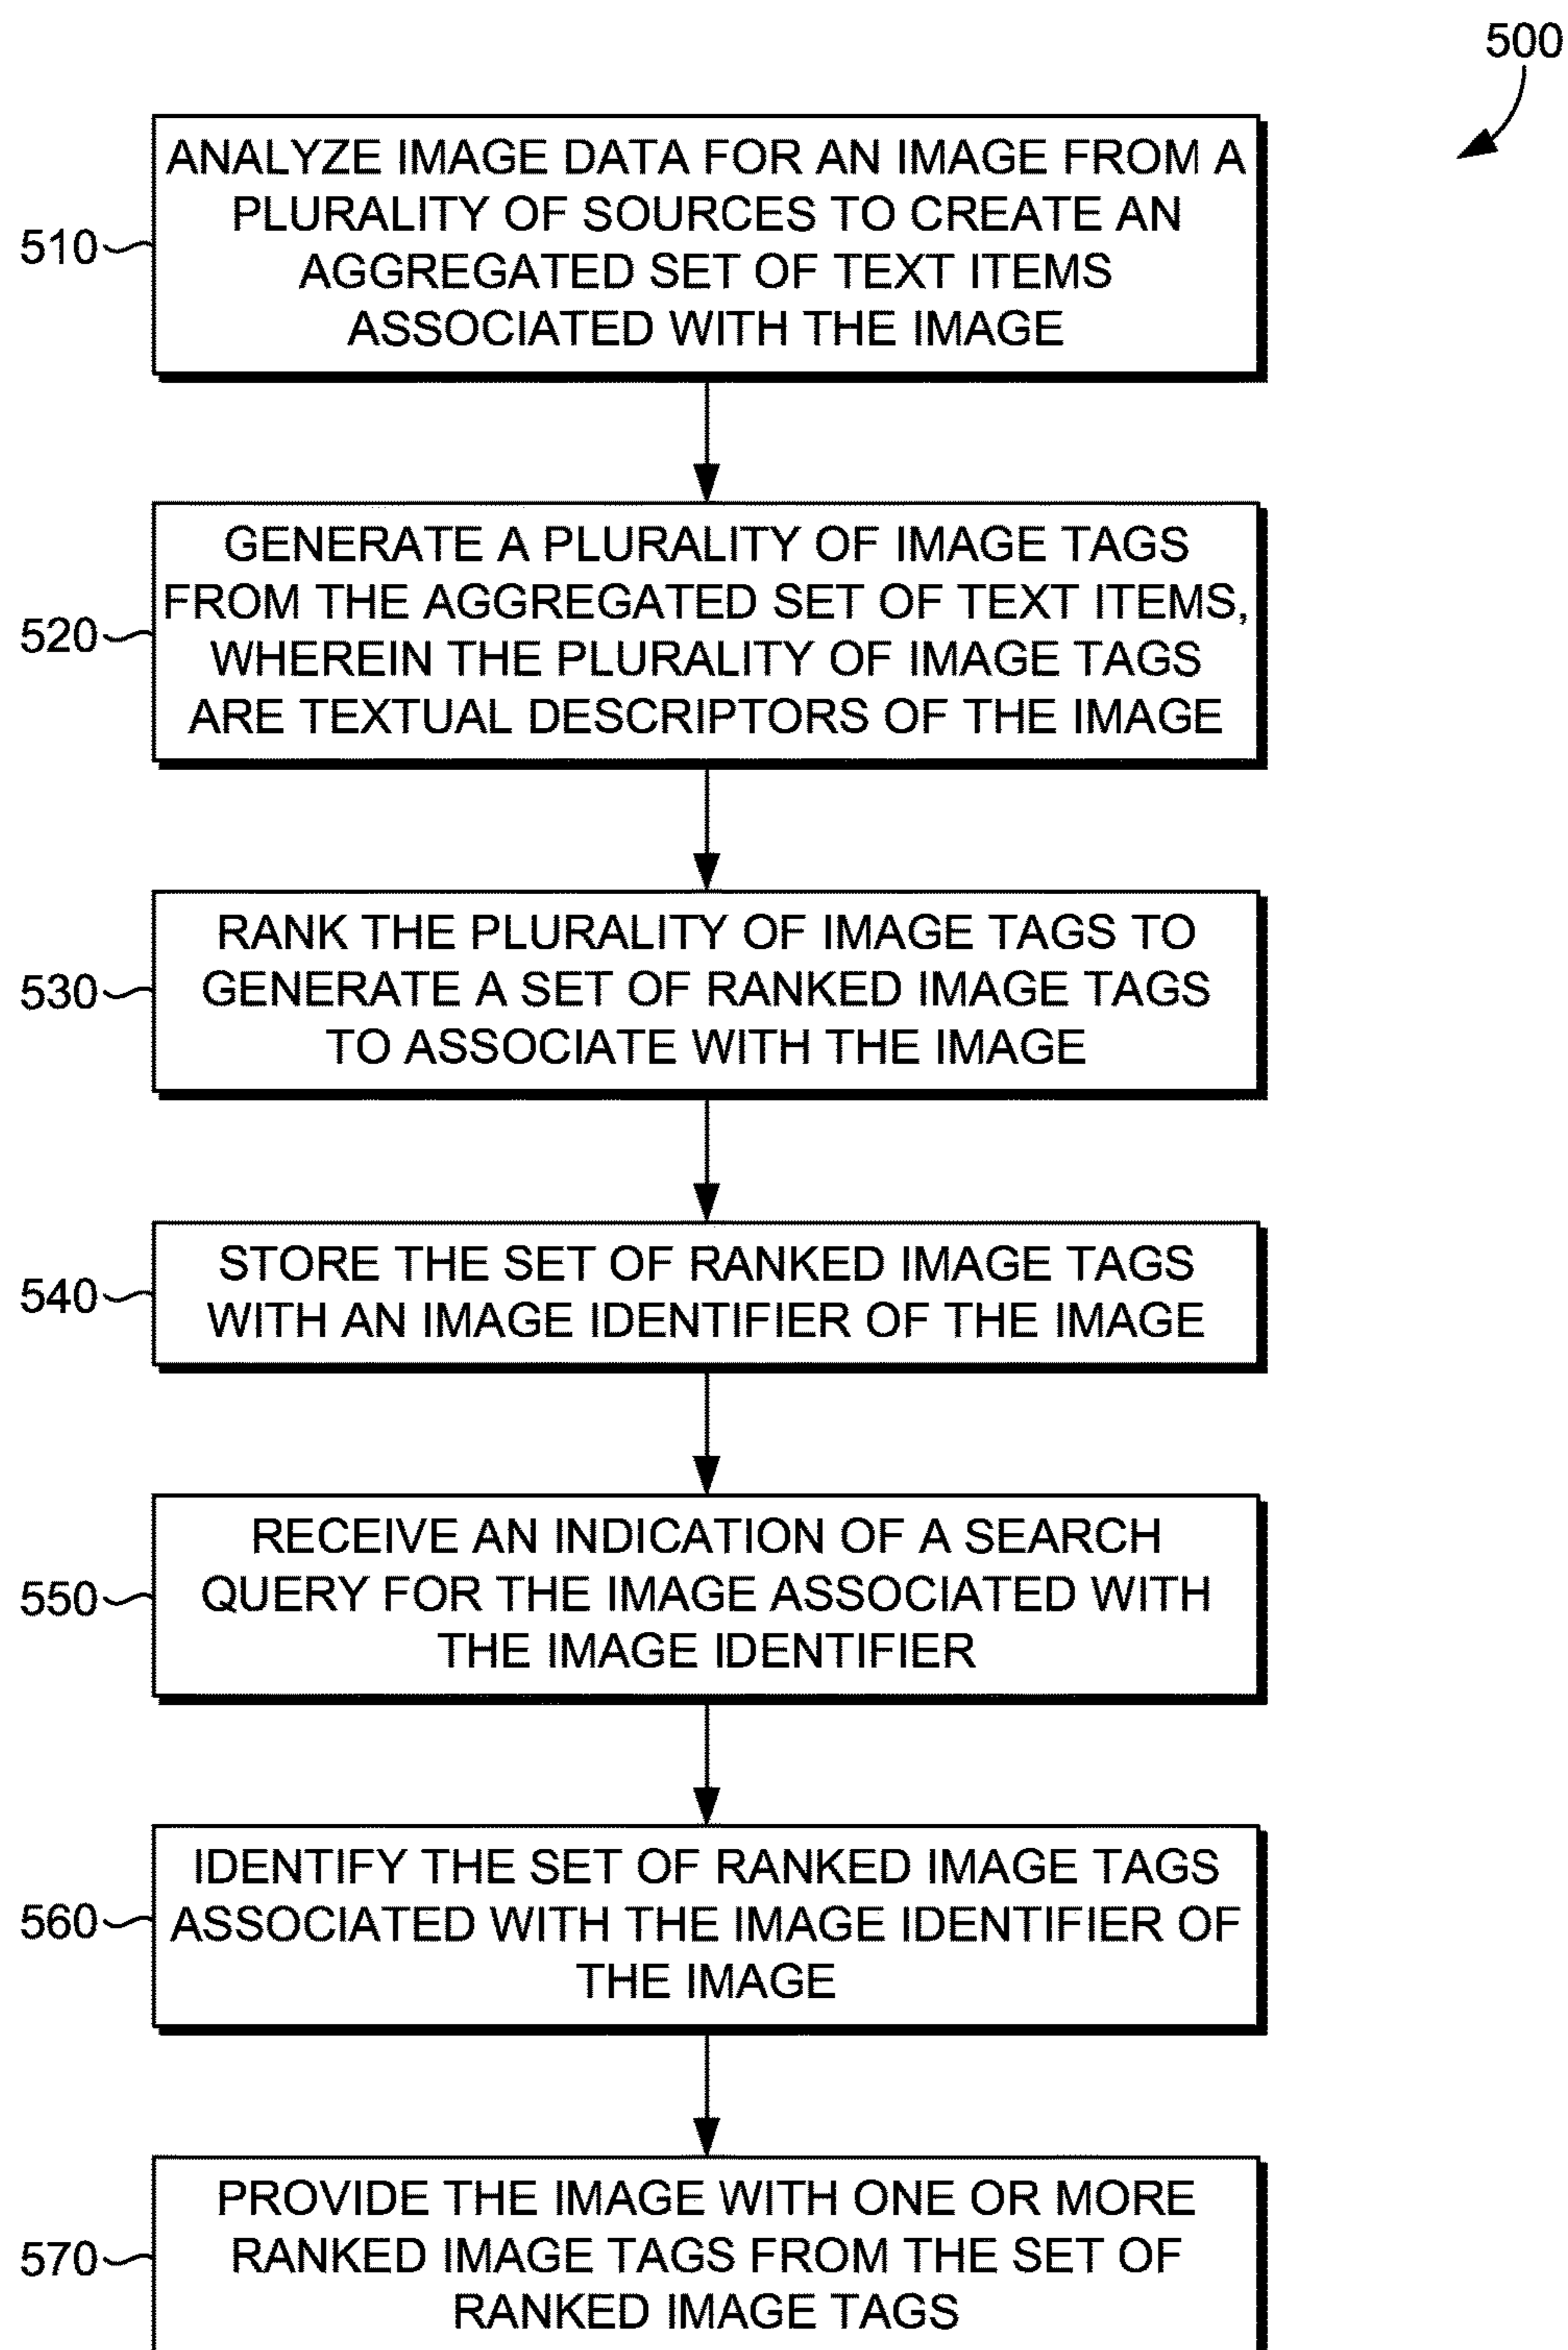 500
510
ANALYZE IMAGE DATA FOR AN IMAGE FROM A
PLURALITY OF SOURCES TO CREATE AN
AGGREGATED SET OF TEXT ITEMS
ASSOCIATED WITH THE IMAGE
520
GENERATE A PLURALITY OF IMAGE TAGS
FROM THE AGGREGATED SET OF TEXT ITEMS,
WHEREIN THE PLURALITY OF IMAGE TAGS
ARE TEXTUAL DESCRIPTORS OF THE IMAGE
530
RANK THE PLURALITY OF IMAGE TAGS TO
GENERATE A SET OF RANKED IMAGE TAGS
TO ASSOCIATE WITH THE IMAGE
540
STORE THE SET OF RANKED IMAGE TAGS
WITH AN IMAGE IDENTIFIER OF THE IMAGE
550
RECEIVE AN INDICATION OF A SEARCH
QUERY FOR THE IMAGE ASSOCIATED WITH
THE IMAGE IDENTIFIER
560
IDENTIFY THE SET OF RANKED IMAGE TAGS
ASSOCIATED WITH THE IMAGE IDENTIFIER OF
THE IMAGE
570
PROVIDE THE IMAGE WITH ONE OR MORE
RANKED IMAGE TAGS FROM THE SET OF
RANKED IMAGE TAGS